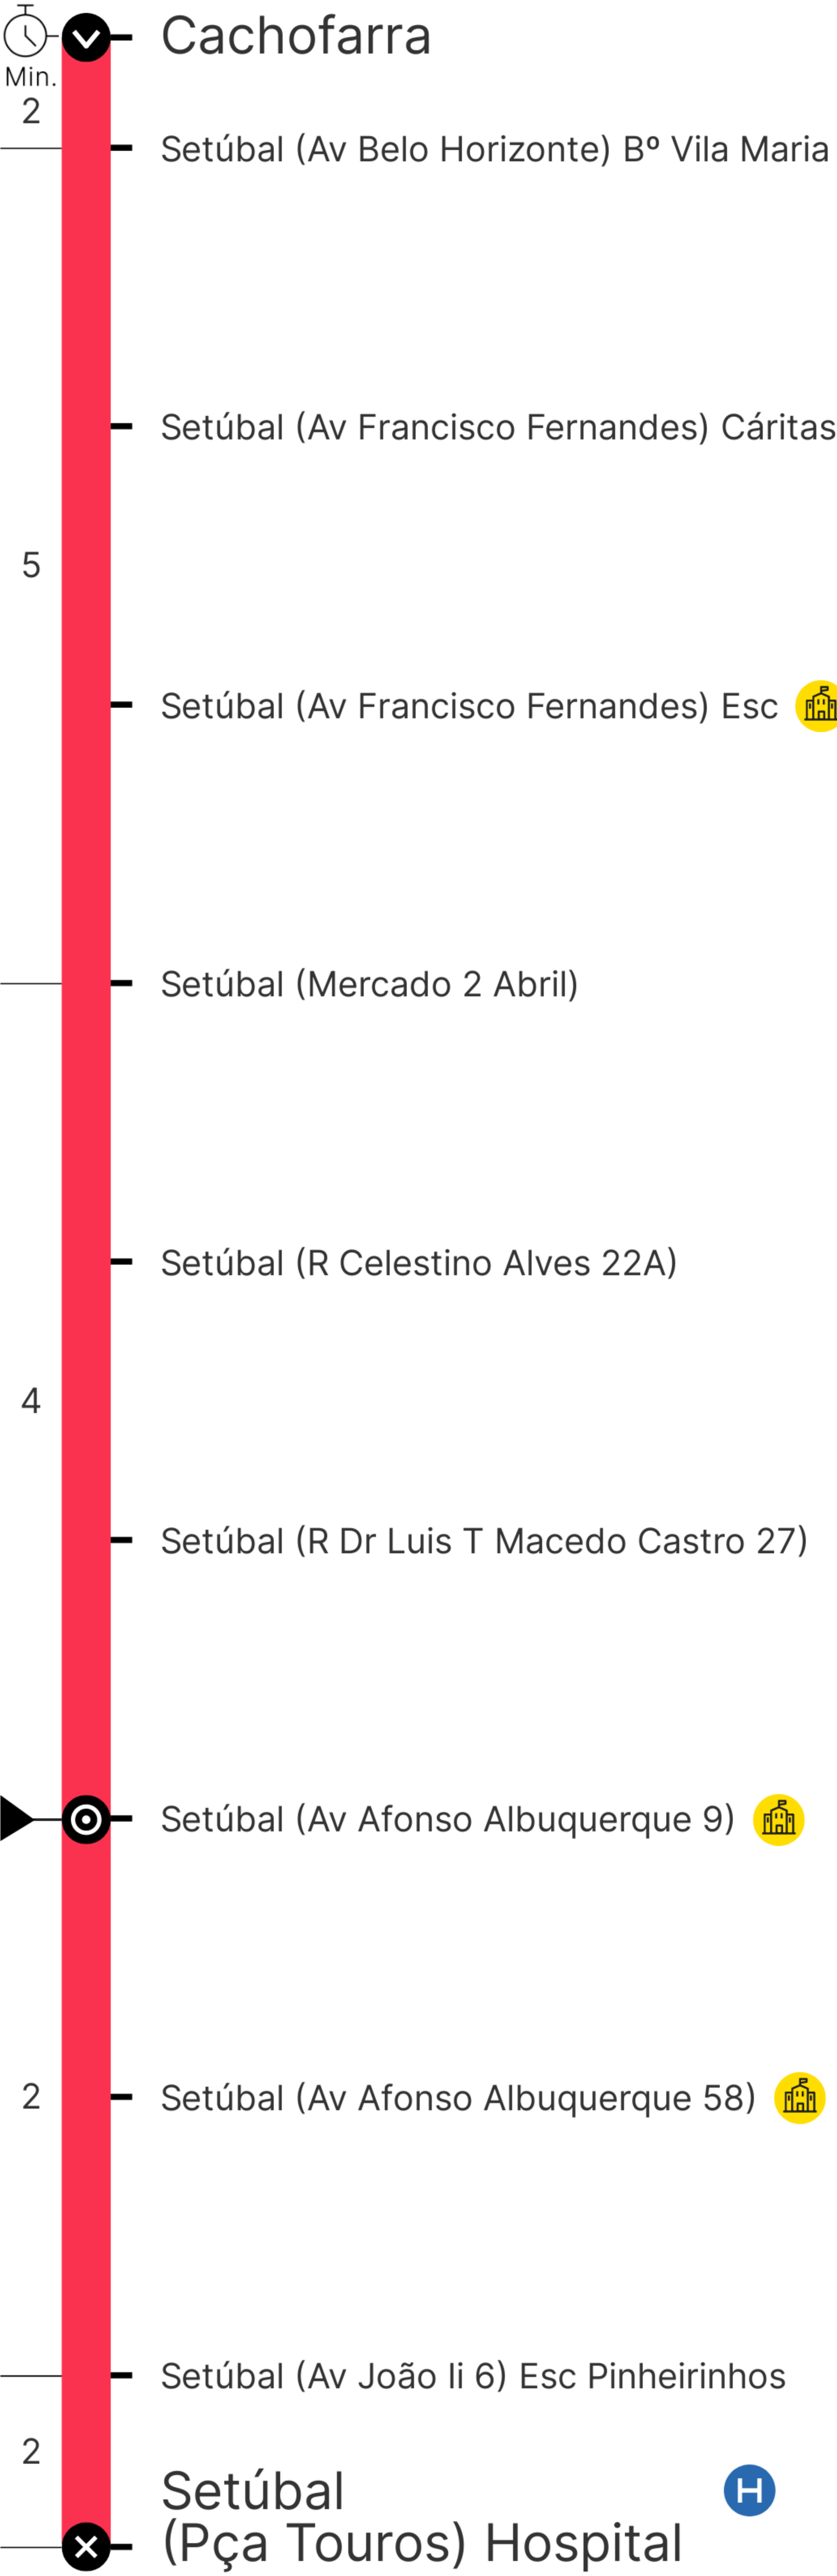 Cachofarra
Min.
2
Setúbal (Av Belo Horizonte) Bº Vila Maria
Setúbal (Av Francisco Fernandes) Cáritas
5
Setúbal (Av Francisco Fernandes) Esc
Setúbal (Mercado 2 Abril)
Setúbal (R Celestino Alves 22A)
4
Setúbal (R Dr Luis T Macedo Castro 27)
Setúbal (Av Afonso Albuquerque 9)
2
Setúbal (Av Afonso Albuquerque 58)
Setúbal (Av João Ii 6) Esc Pinheirinhos
2
Setúbal
H
(Pça Touros) Hospital